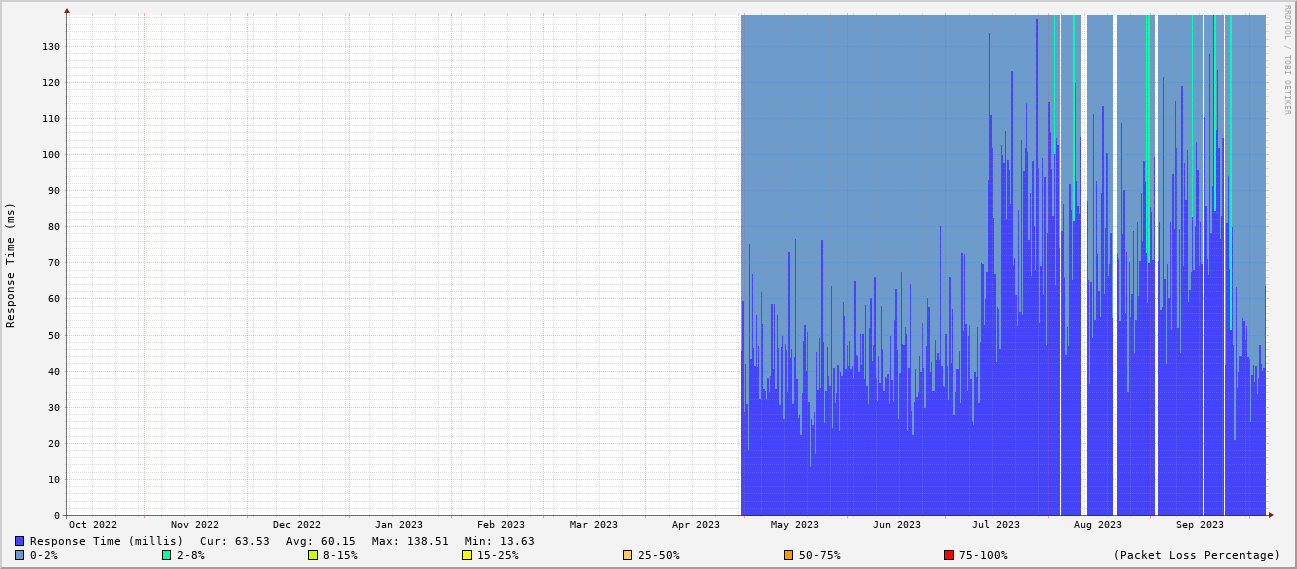 RRDTOOL / TOBI OETIKER
Response Time (ms)
130
120
110
100
90
80
70
60
50
40
30
20
10
0
Oct 2022 Nov 2022 Dec 2022 Jan 2023 Feb 2023 Mar 2023 Apr 2023 May 2023 Jun 2023 Jul 2023 Aug 2023 Sep 2023
Response Time (millis) Cur: 63.53 Avg: 60.15 Max: 138.51 Min: 13.63
0-2% 2-8% 8-15% 15-25% 25-50% 50-75% 75-100% (Packet Loss Percentage)